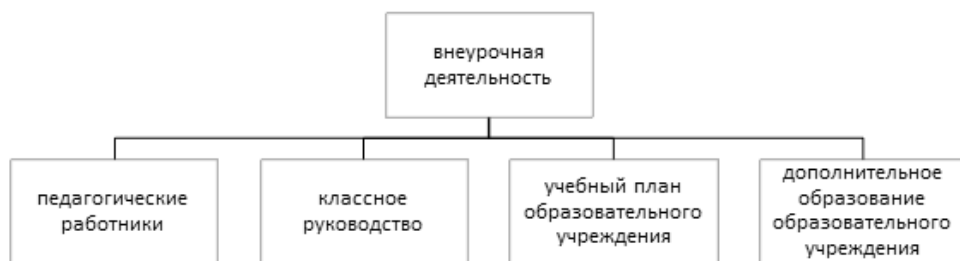 внеурочная
деятельность
педагогические
работники
классное
руководство
учебный план
образовательного
учреждения
дополнительное
образование
образовательного
учреждения